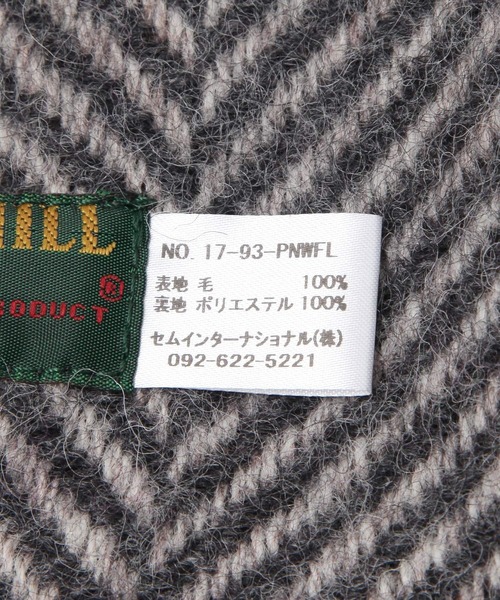 HILL
PRODUCT ®
NO. 17-93-PNWFL
表地 毛 100%
裏地 ポリエステル 100%
セムインターナショナル(株)
092-622-5221